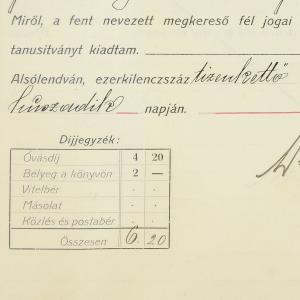 Miről, a fent nevezett megkereső fél jogai
tanusitványt kiadtam.
Alsólendván, ezerkilenczszáz tizenkettő
huszadik napján.
Díjjegyzék:
Óvásdíj 4 20
Bélyeg a könyvön 2 —
Vitelbér . .
Másolat . .
Közlés és postabér . .
Összesen 6 20